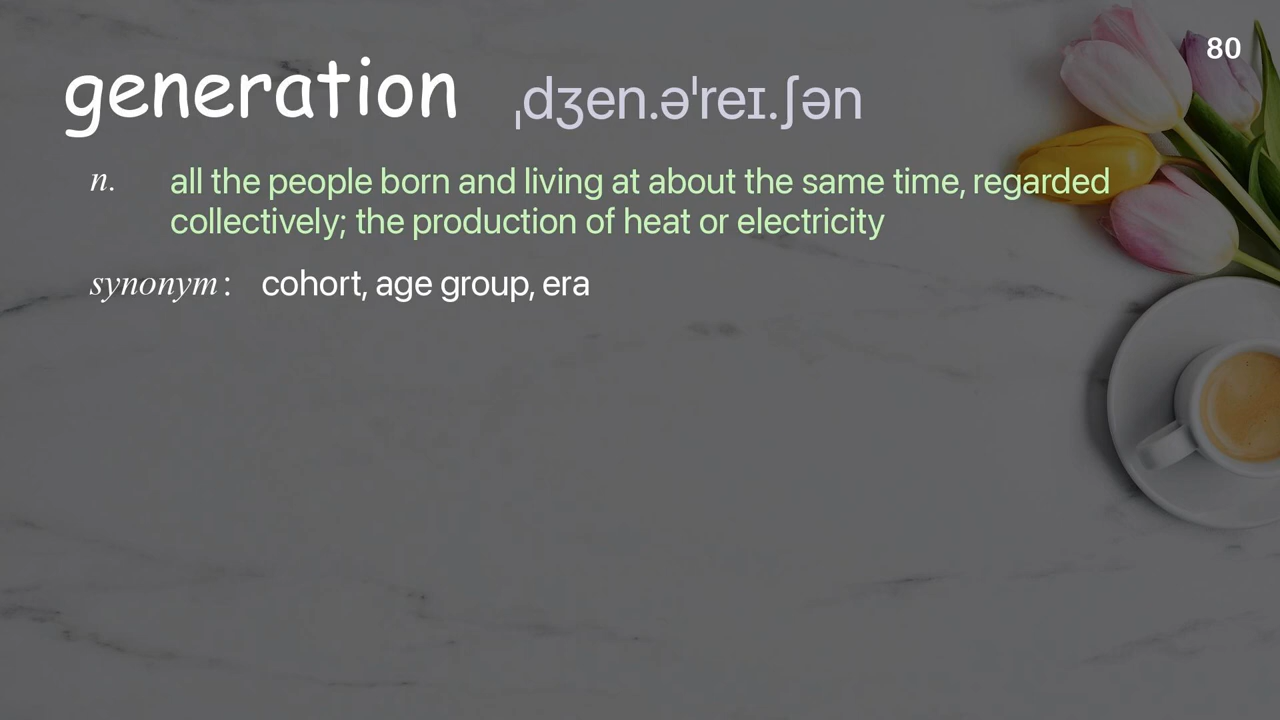 80
generation ˌdʒen.əˈreɪ.ʃən
n. all the people born and living at about the same time, regarded
collectively; the production of heat or electricity
synonym: cohort, age group, era